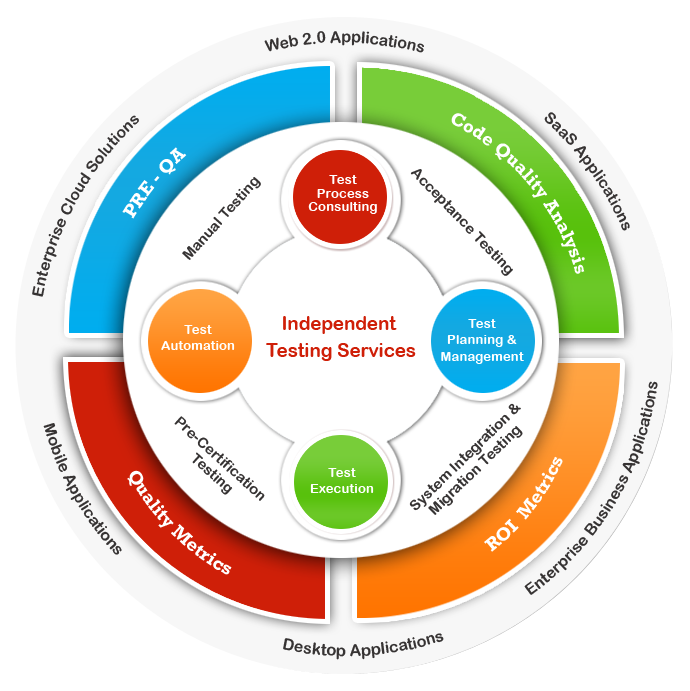 Web 2.0 Applications
SaaS Applications
Enterprise Cloud Solutions
PRE - QA
Code Quality Analysis
Manual Testing
Test
Process
Consulting
Acceptance Testing
Test
Automation
Independent
Testing Services
Test
Planning &
Management
Pre-Certification
Testing
Test
Execution
System Integration &
Migration Testing
Mobile Applications
Quality Metrics
ROI Metrics
Enterprise Business Applications
Desktop Applications